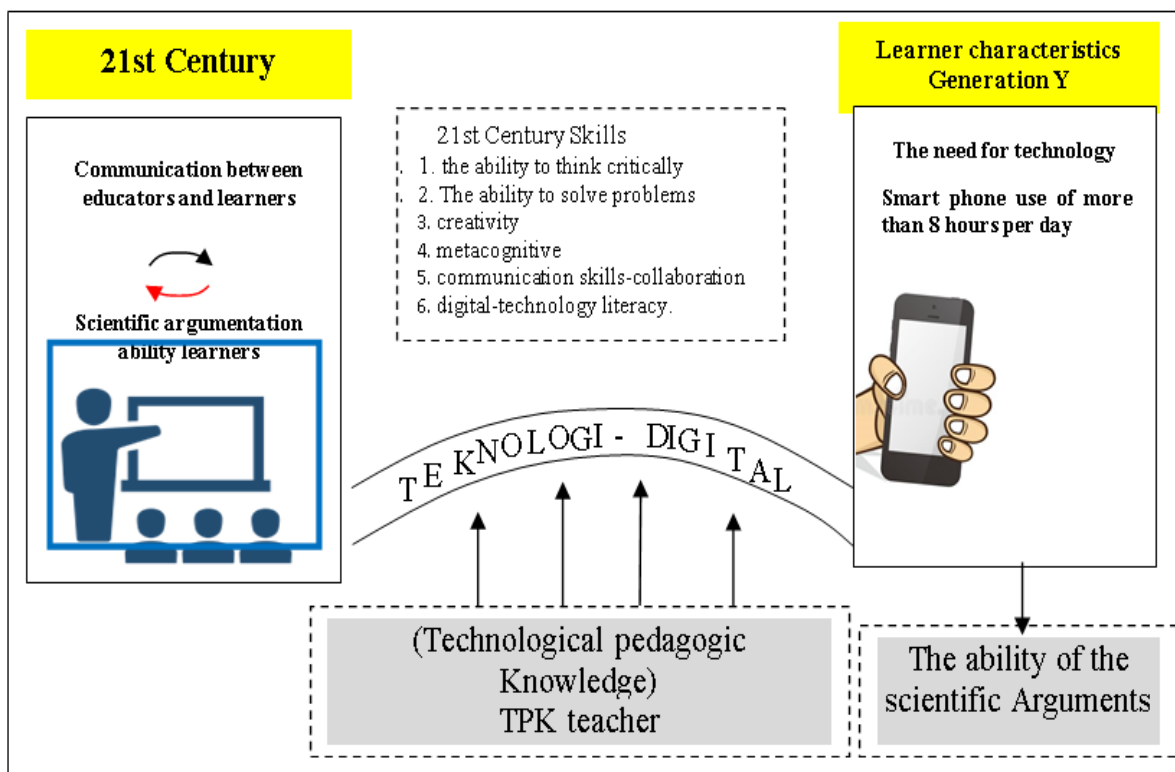 21st Century
Communication between
educators and learners
Scientific argumentation
ability learners
21st Century Skills
. 1. the ability to think critically
. 2. The ability to solve problems
3. creativity
4. metacognitive
5. communication skills-collaboration
6. digital-technology literacy.
Learner characteristics
Generation Y
The need for technology
Smart phone use of more
than 8 hours per day
TEKNOLOGI - DIGITAL
(Technological pedagogic
Knowledge)
TPK teacher
The ability of the
scientific Arguments